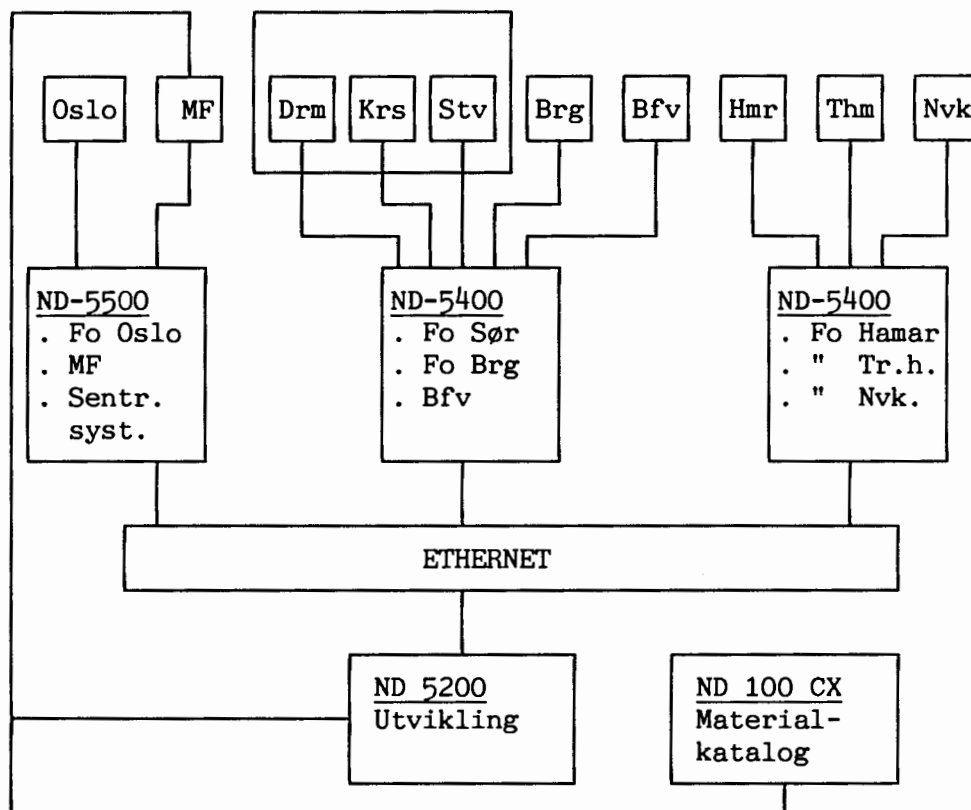 Oslo MF Drm Krs Stv Brg Bfv Hmr Thm Nvk
ND-5500
. Fo Oslo
. MF
. Sentr.
syst.
ND-5400
. Fo Sør
. Fo Brg
. Bfv
ND-5400
. Fo Hamar
. " Tr.h.
. " Nvk.
ETHERNET
ND 5200
Utvikling
ND 100 CX
Material-
katalog